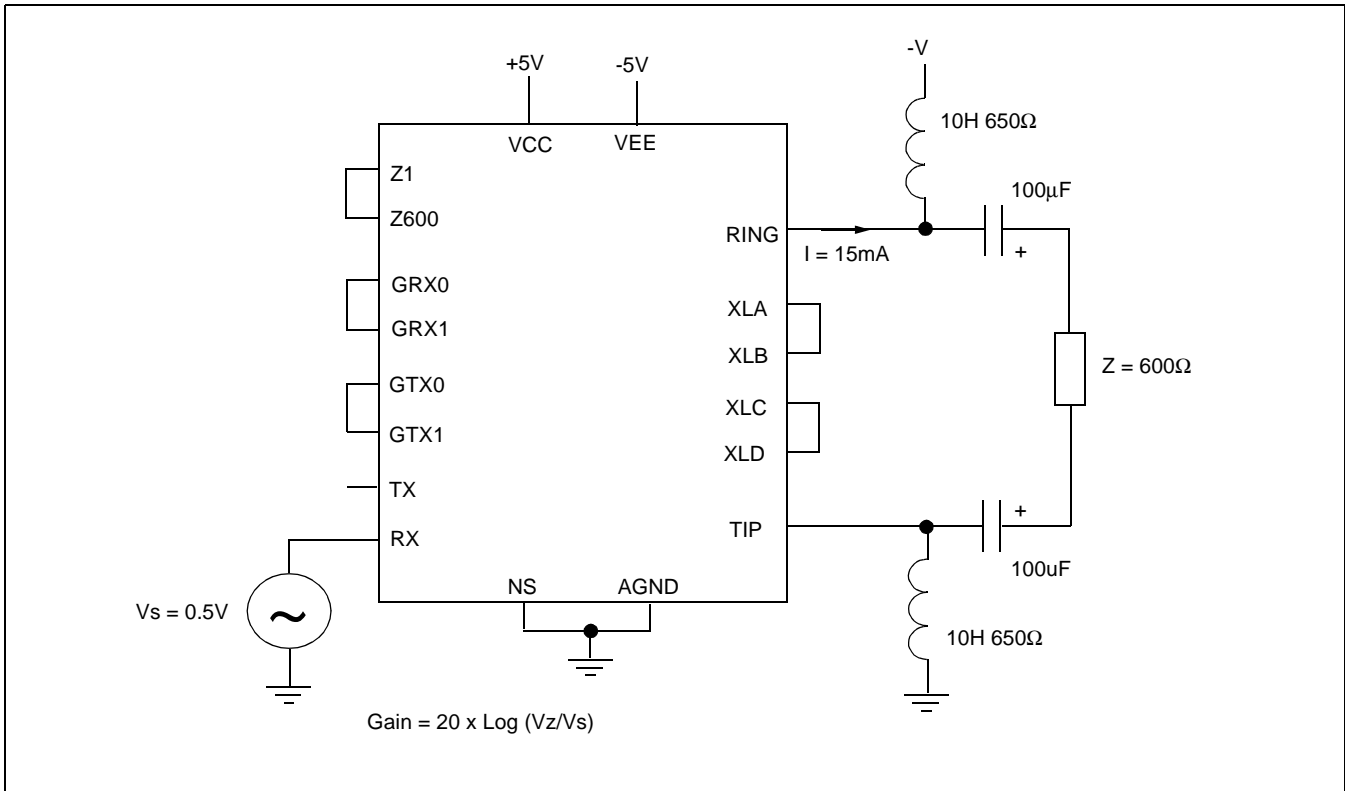 +5V
-5V
-V
VCC
VEE
10H 650Ω
Z1
Z600
100μF
+
RING
I = 15mA
GRX0
GRX1
XLA
XLB
Z = 600Ω
GTX0
GTX1
XLC
XLD
TX
RX
TIP
+
100uF
NS
AGND
Vs = 0.5V
~
10H 650Ω
Gain = 20 x Log (Vz/Vs)